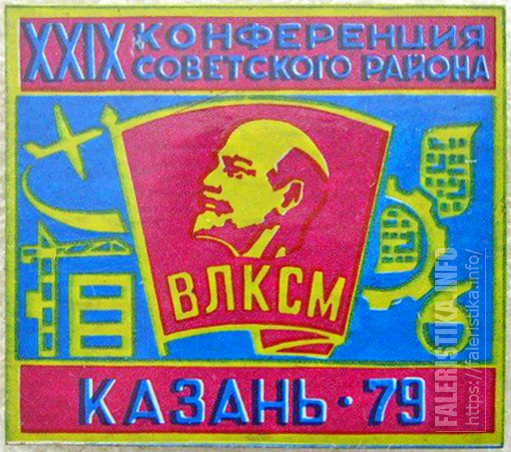 XXIX КОНФЕРЕНЦИЯ
СОВЕТСКОГО РАЙОНА
ВЛКСМ
КАЗАНЬ · 79
FALERISTIKA.INFO
https://faleristika.info/